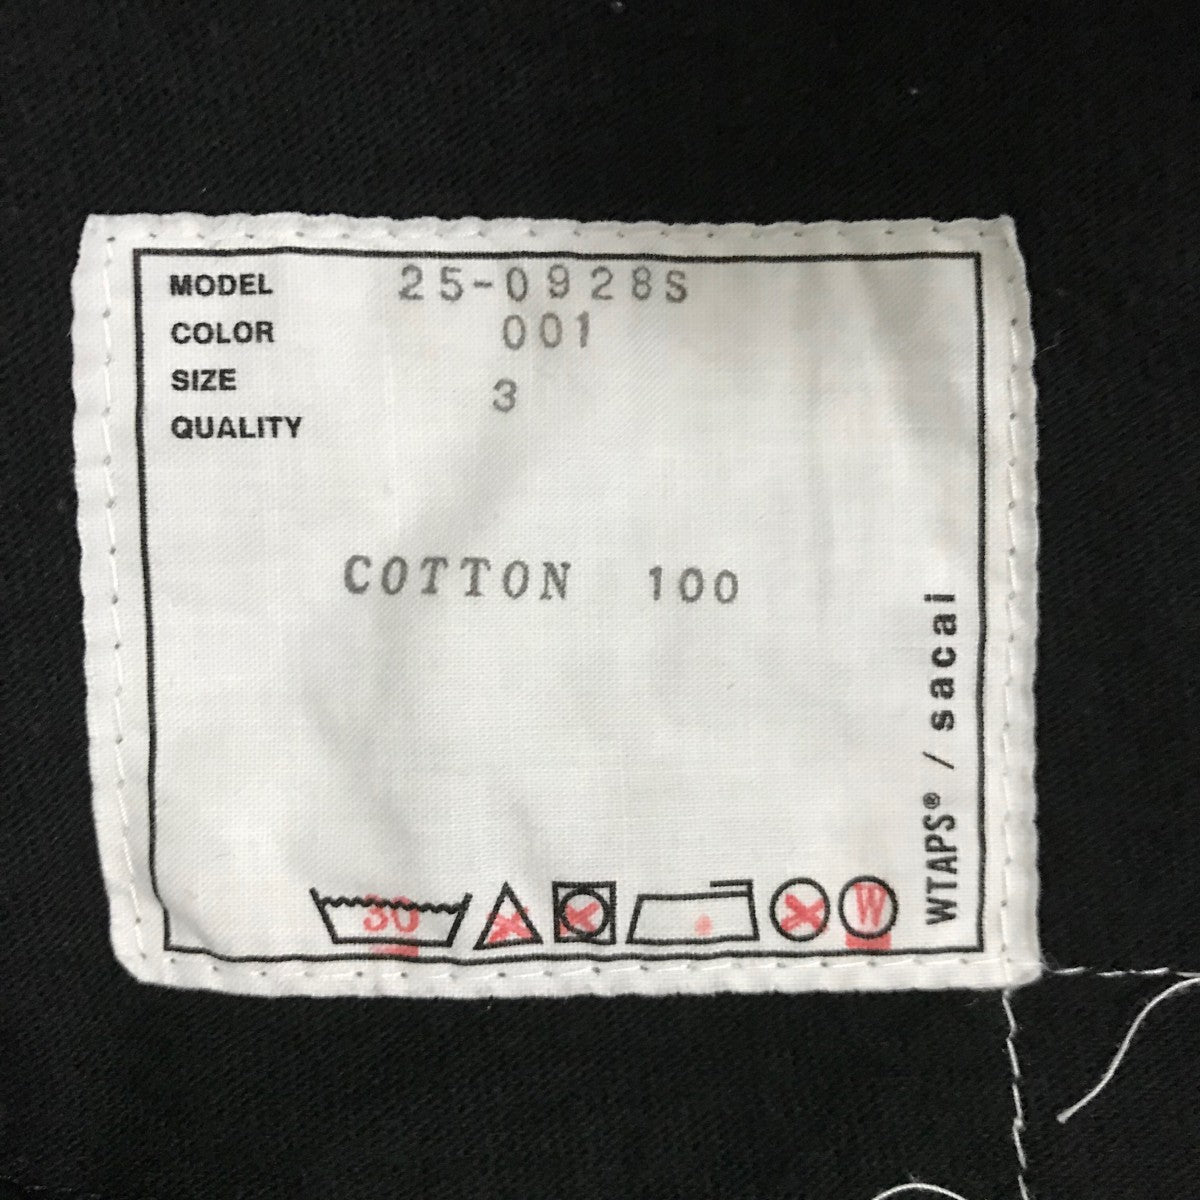 MODEL 25-0928S
COLOR 001
SIZE 3
QUALITY
COTTON 100
WTAPS® / sacai
30
W